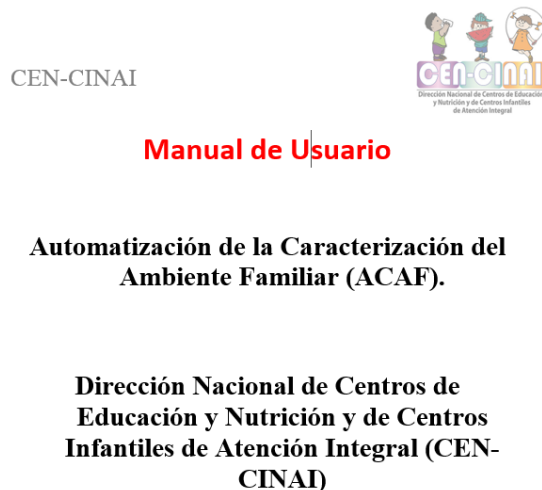 CEN-CINAI
CEN-CINAI
Dirección Nacional de Centros de Educación
y Nutrición y de Centros Infantiles
de Atención Integral
Manual de Usuario
Automatización de la Caracterización del
Ambiente Familiar (ACAF).
Dirección Nacional de Centros de
Educación y Nutrición y de Centros
Infantiles de Atención Integral (CEN-
CINAI)